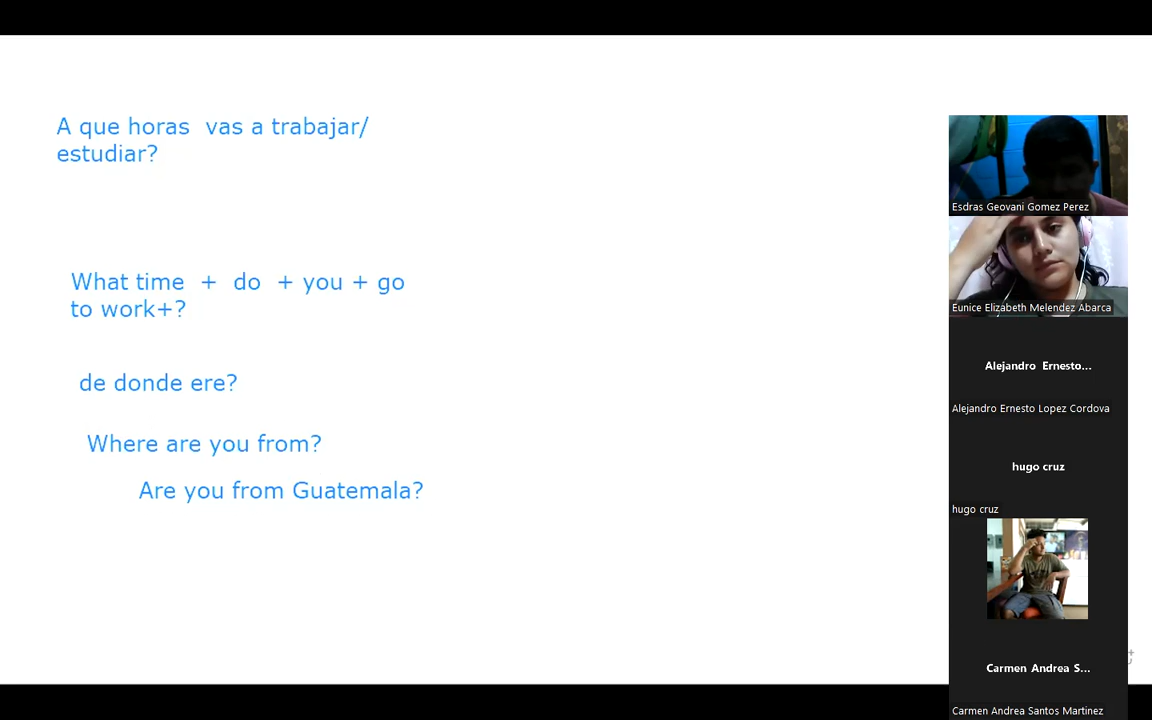 A que horas  vas a trabajar/
estudiar?
What time  +  do  + you + go
to work+?
de donde ere?
Where are you from?
Are you from Guatemala?
Esdras Geovani Gomez Perez
Eunice Elizabeth Melendez Abarca
Alejandro Ernesto...
Alejandro Ernesto Lopez Cordova
hugo cruz
hugo cruz
Carmen Andrea S...
Carmen Andrea Santos Martinez